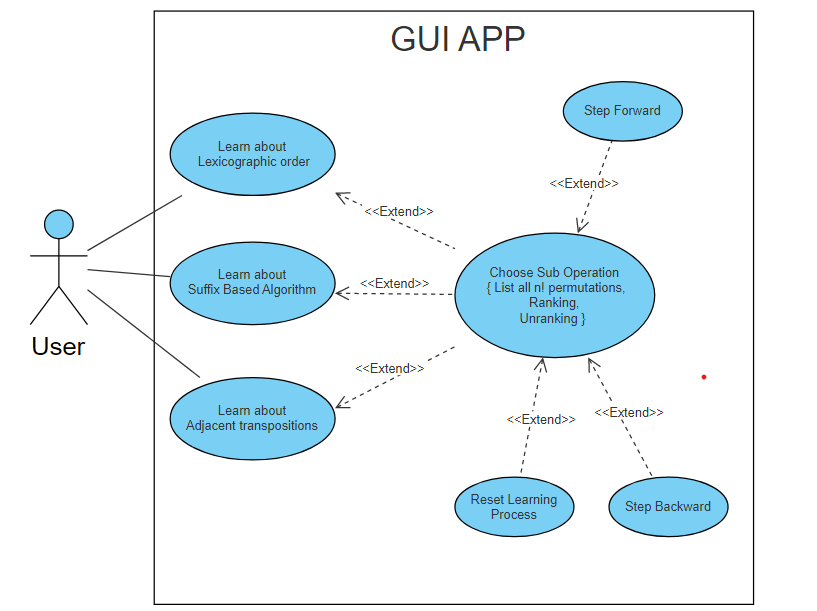 GUI APP
Step Forward
Learn about
Lexicographic order
<<Extend>>
<<Extend>>
User
Learn about
Suffix Based Algorithm
<<Extend>>
Choose Sub Operation
{ List all n! permutations,
Ranking,
Unranking }
<<Extend>>
Learn about
Adjacent transpositions
<<Extend>>
<<Extend>>
Reset Learning
Process
Step Backward